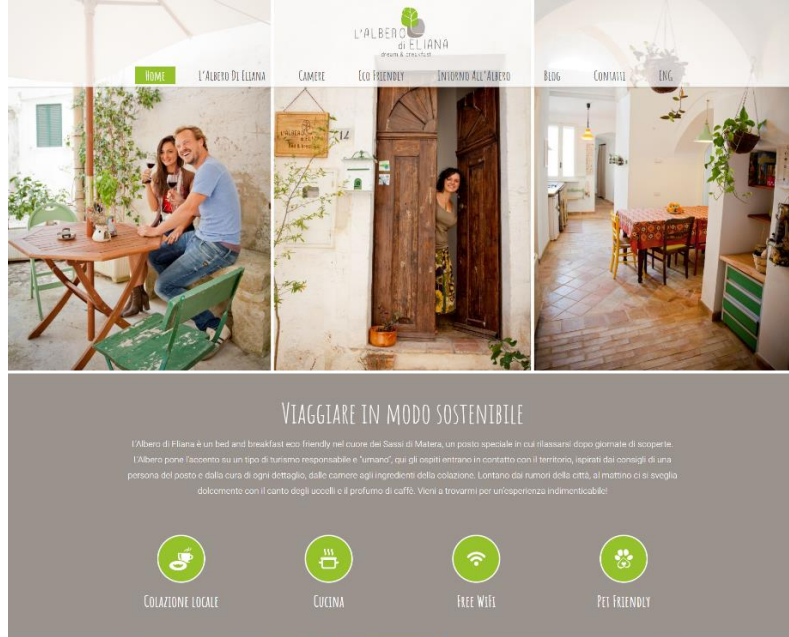 L'ALBERO
di ELIANA
dream & breakfast
HOME L'ALBERO DI ELIANA CAMERE ECO FRIENDLY INTORNO ALL'ALBERO BLOG CONTATTI ENG
L'ALBERO
ELIANA
VIAGGIARE IN MODO SOSTENIBILE
L'Albero di Eliana è un bed and breakfast eco friendly nel cuore dei Sassi di Matera, un posto speciale in cui rilassarsi dopo giornate di scoperte.
L'Albero pone l'accento su un tipo di turismo responsabile e "umano", qui gli ospiti entrano in contatto con il territorio, ispirati dai consigli di una
persona del posto e dalla cura di ogni dettaglio, dalle camere agli ingredienti della colazione. Lontano dai rumori della città, al mattino ci si sveglia
dolcemente con il canto degli uccelli e il profumo di caffè. Vieni a trovarmi per un'esperienza indimenticabile!
COLAZIONE LOCALE CUCINA FREE WIFI PET FRIENDLY